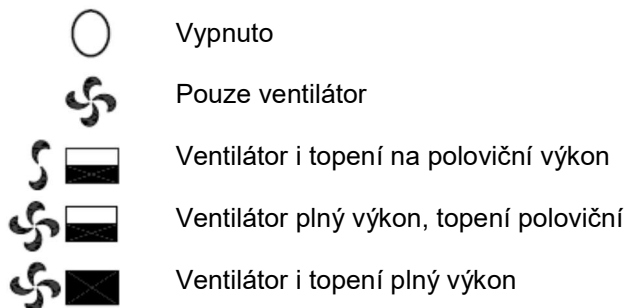 Vypnuto
Pouze ventilátor
Ventilátor i topení na poloviční výkon
Ventilátor plný výkon, topení poloviční
Ventilátor i topení plný výkon